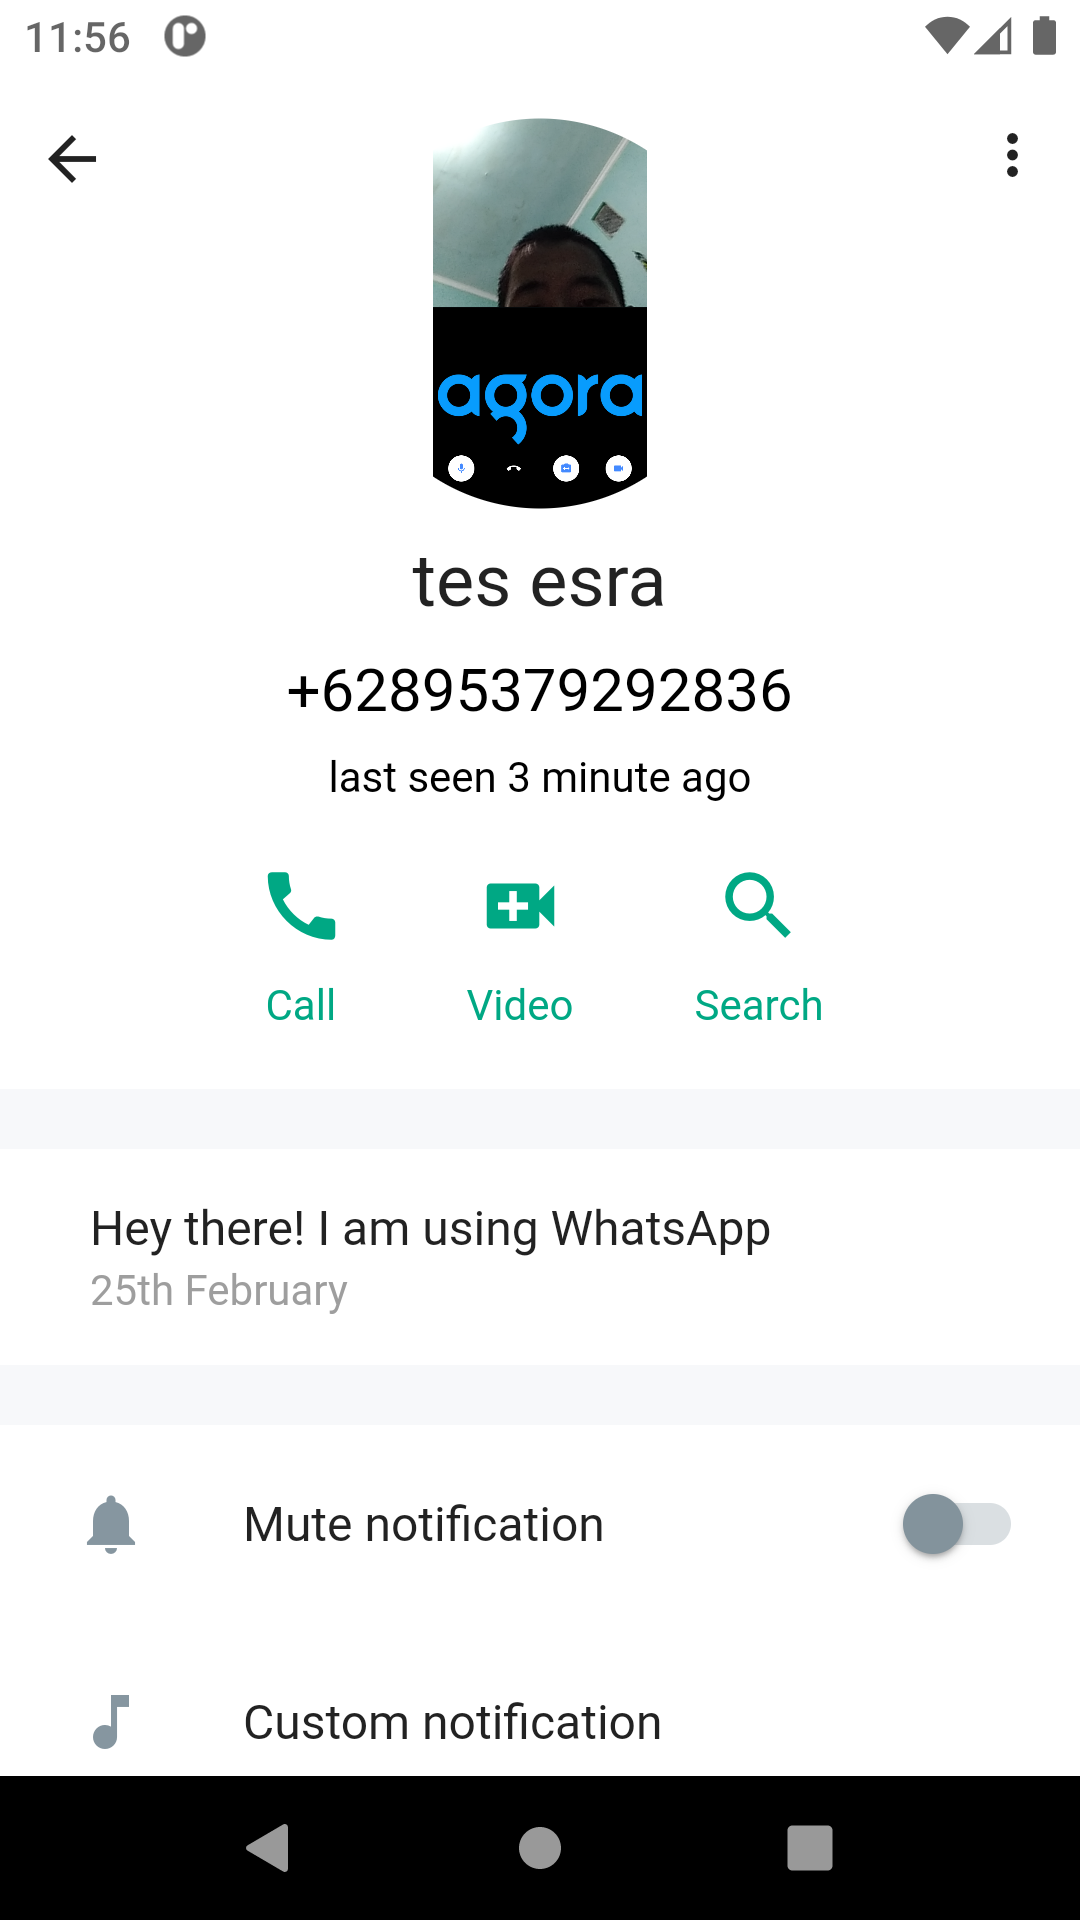 11:56
agora
tes esra
+62895379292836
last seen 3 minute ago
Call
Video
Search
Hey there! I am using WhatsApp
25th February
Mute notification
Custom notification